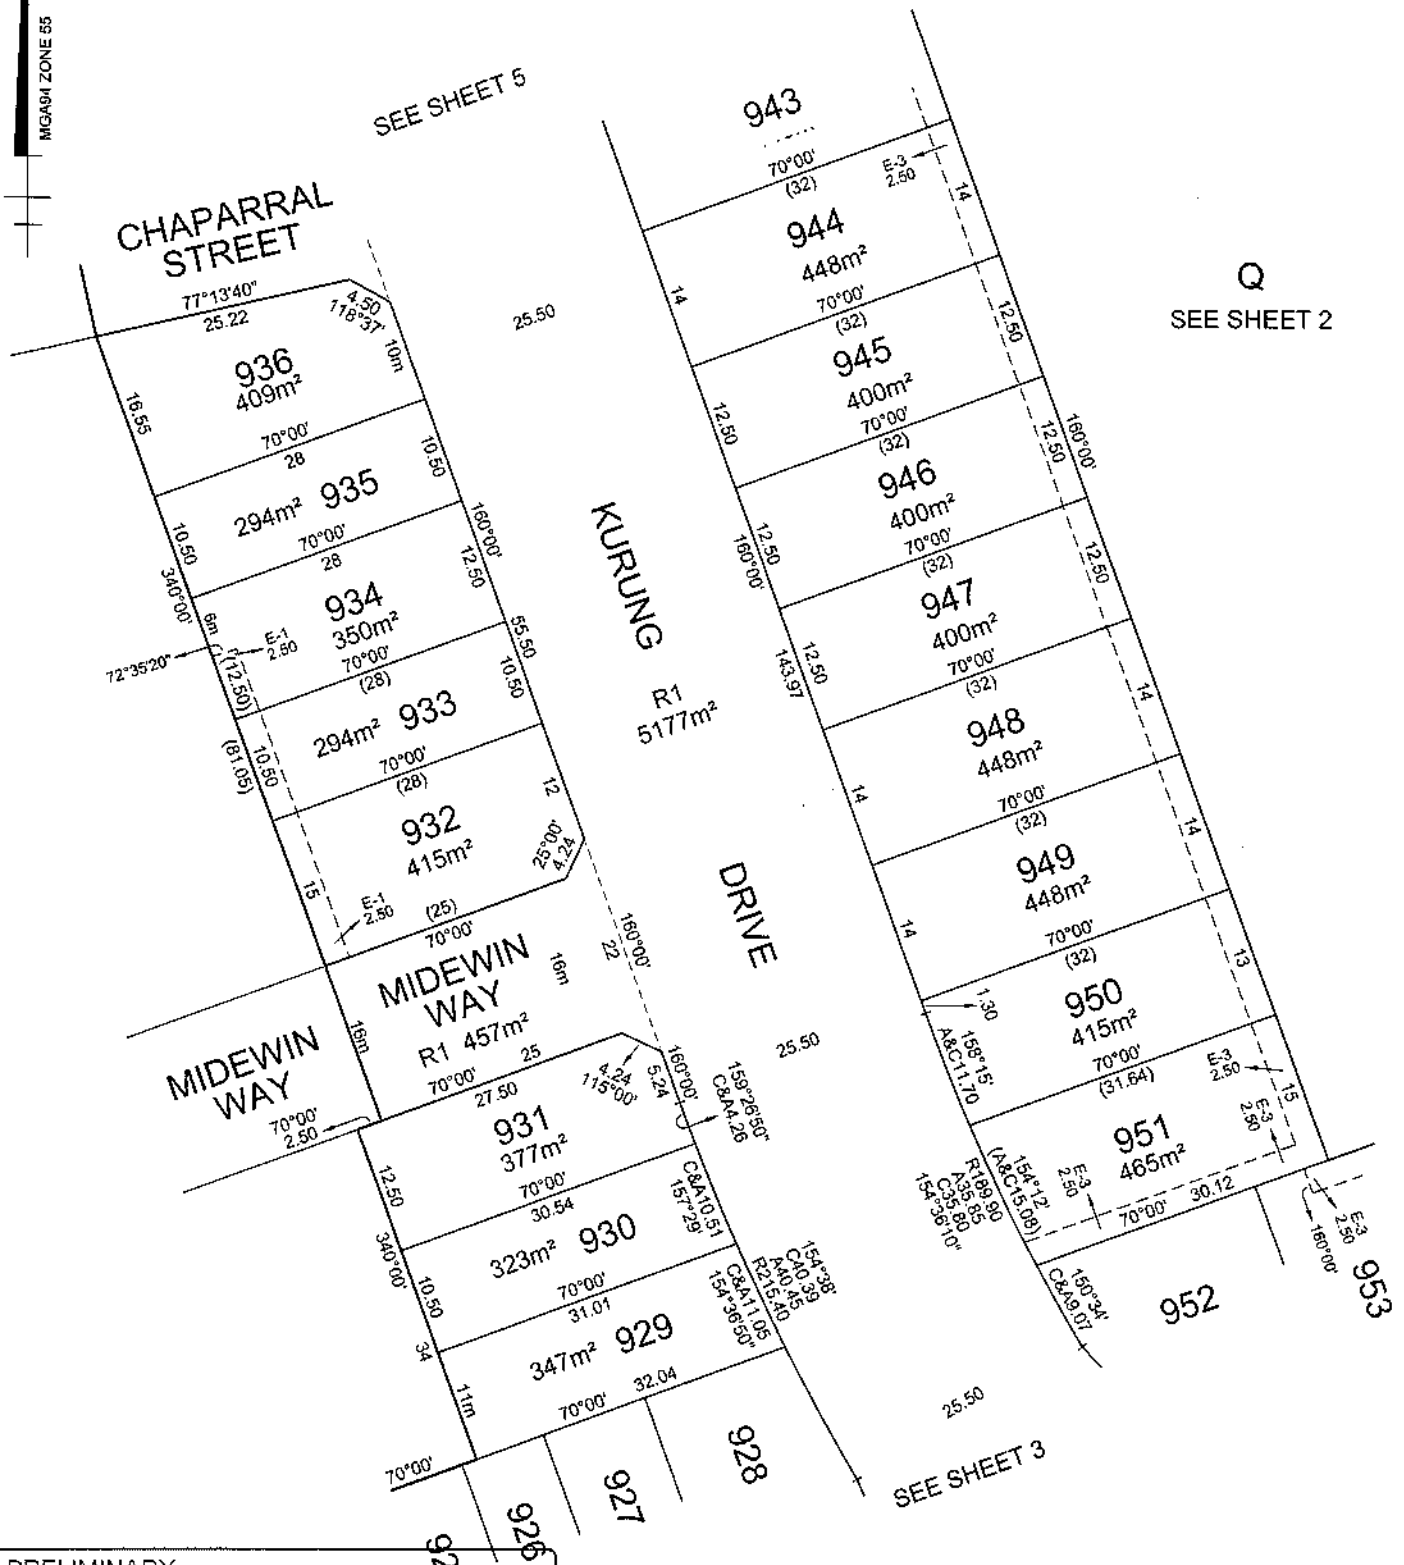 MGA94 ZONE 55
SEE SHEET 5
CHAPARRAL
STREET
77°13'40"
25.22
4.50
118°37'
10m
936
409m²
16.55
70°00'
28
10.50
294m² 935
10.50
70°00'
28
160°00'
12.50
340°00'
6m
934
350m²
E-1
2.50
72°35'20"
(12.50)
70°00'
(28)
55.50
10.50
294m² 933
(81.05)
10.50
70°00'
(28)
12
932
415m²
25°00'
4.24
15
E-1
2.50
(25)
70°00'
160°00'
22
MIDEWIN
WAY
R1 457m²
16m
16m
MIDEWIN
WAY
70°00'
2.50
70°00'
25
27.50
4.24
115°00'
5.24
160°00'
159°26'50"
C&A4.26
931
377m²
12.50
70°00'
30.54
C&A10.51
157°29'
323m² 930
340°00'
10.50
70°00'
31.01
C&A11.05
154°36'50"
154°38'
C40.39
A40.45
R215.40
347m² 929
34
11m
70°00'
32.04
70°00'
926
927
928
25.50
KURUNG
DRIVE
R1
5177m²
25.50
25.50
SEE SHEET 3
943
70°00'
(32)
E-3
2.50
14
944
448m²
14
70°00'
(32)
12.50
945
400m²
12.50
70°00'
(32)
12.50
160°00'
946
400m²
12.50
160°00'
70°00'
(32)
12.50
947
400m²
12.50
143.97
70°00'
(32)
14
948
448m²
14
70°00'
(32)
14
949
448m²
14
70°00'
(32)
13
1.30
950
415m²
158°15'
A&C11.70
70°00'
(31.64)
E-3
2.50
15
E-3
2.50
951
465m²
154°12'
(A&C15.08)
R189.90
A35.85
C35.80
154°36'10"
E-3
2.50
70°00'
30.12
E-3
2.50
160°00'
150°34'
C&A9.07
952
953
Q
SEE SHEET 2
PRELIMINARY